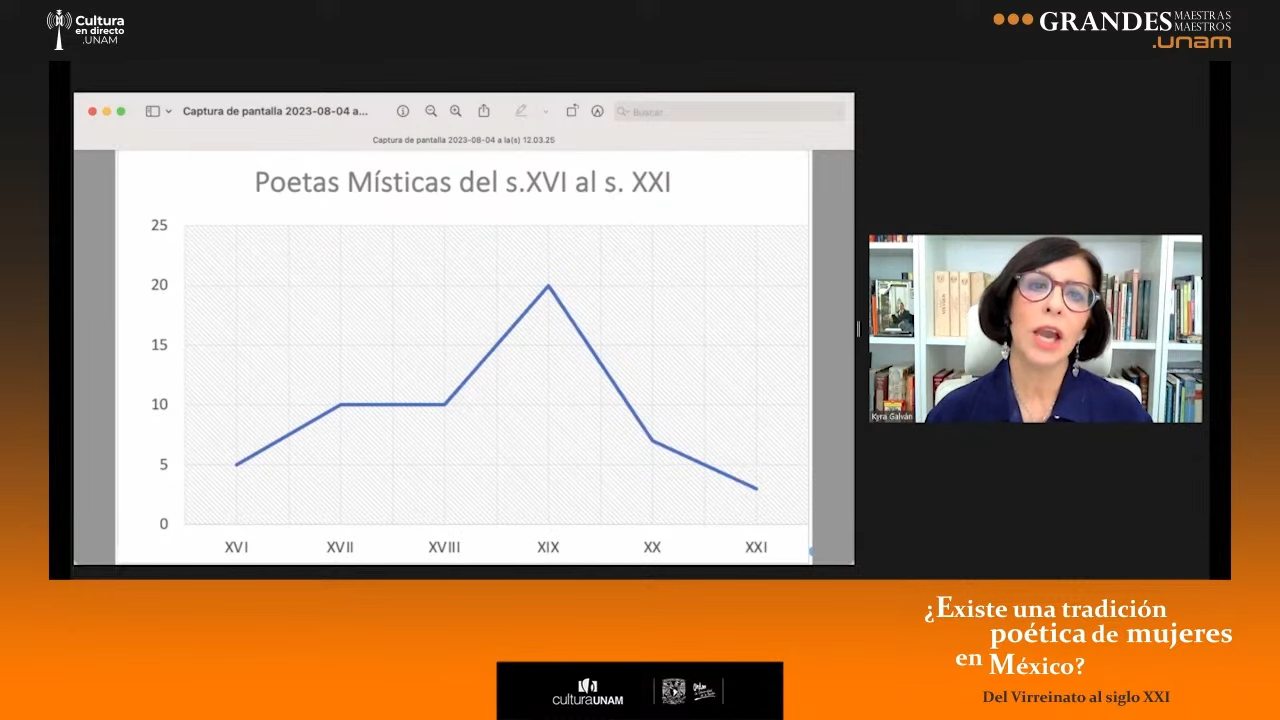 Cultura
en directo
.UNAM
GRANDES MAESTRAS
MAESTROS
.unam
Captura de pantalla 2023-08-04 a...
Buscar
Captura de pantalla 2023-08-04 a la(s) 12.03.25
Poetas Místicas del s.XVI al s. XXI
25
20
15
10
5
0
XVI
XVII
XVIII
XIX
XX
XXI
Kyra Galván
¿Existe una tradición
poética de mujeres
en México?
Del Virreinato al siglo XXI
culturaUNAM